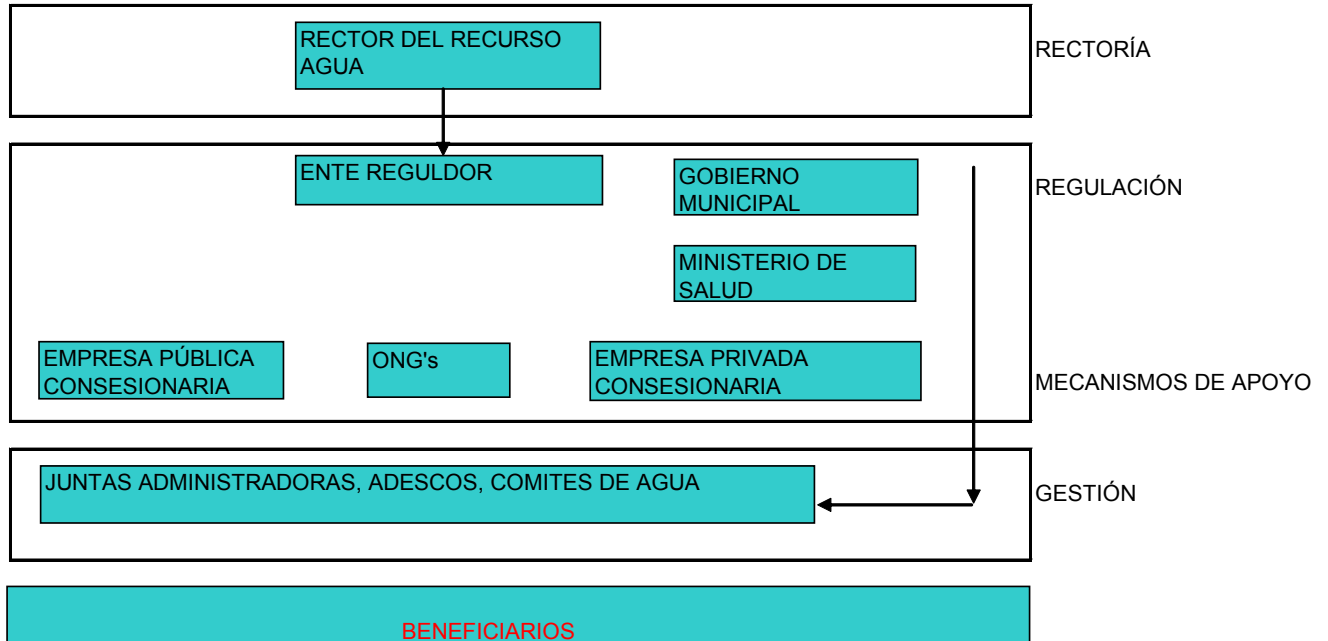 RECTOR DEL RECURSO
AGUA
RECTORÍA
ENTE REGULDOR
GOBIERNO
MUNICIPAL
REGULACIÓN
MINISTERIO DE
SALUD
EMPRESA PÚBLICA
CONSESIONARIA
ONG's
EMPRESA PRIVADA
CONSESIONARIA
MECANISMOS DE APOYO
JUNTAS ADMINISTRADORAS, ADESCOS, COMITES DE AGUA
GESTIÓN
BENEFICIARIOS